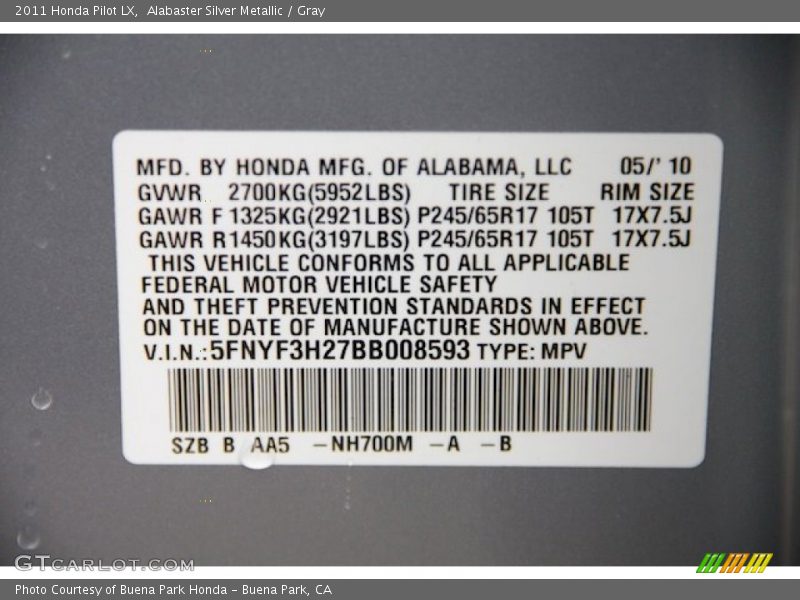 2011 Honda Pilot LX, Alabaster Silver Metallic / Gray
MFD. BY HONDA MFG. OF ALABAMA, LLC 05/' 10
GVWR 2700KG(5952LBS) TIRE SIZE RIM SIZE
GAWR F 1325KG(2921LBS) P245/65R17 105T 17X7.5J
GAWR R1450KG(3197LBS) P245/65R17 105T 17X7.5J
THIS VEHICLE CONFORMS TO ALL APPLICABLE
FEDERAL MOTOR VEHICLE SAFETY
AND THEFT PREVENTION STANDARDS IN EFFECT
ON THE DATE OF MANUFACTURE SHOWN ABOVE.
V.I.N.:5FNYF3H27BB008593 TYPE: MPV
SZB B AA5 –NH700M –A –B
GTCARLOT.COM
Photo Courtesy of Buena Park Honda – Buena Park, CA